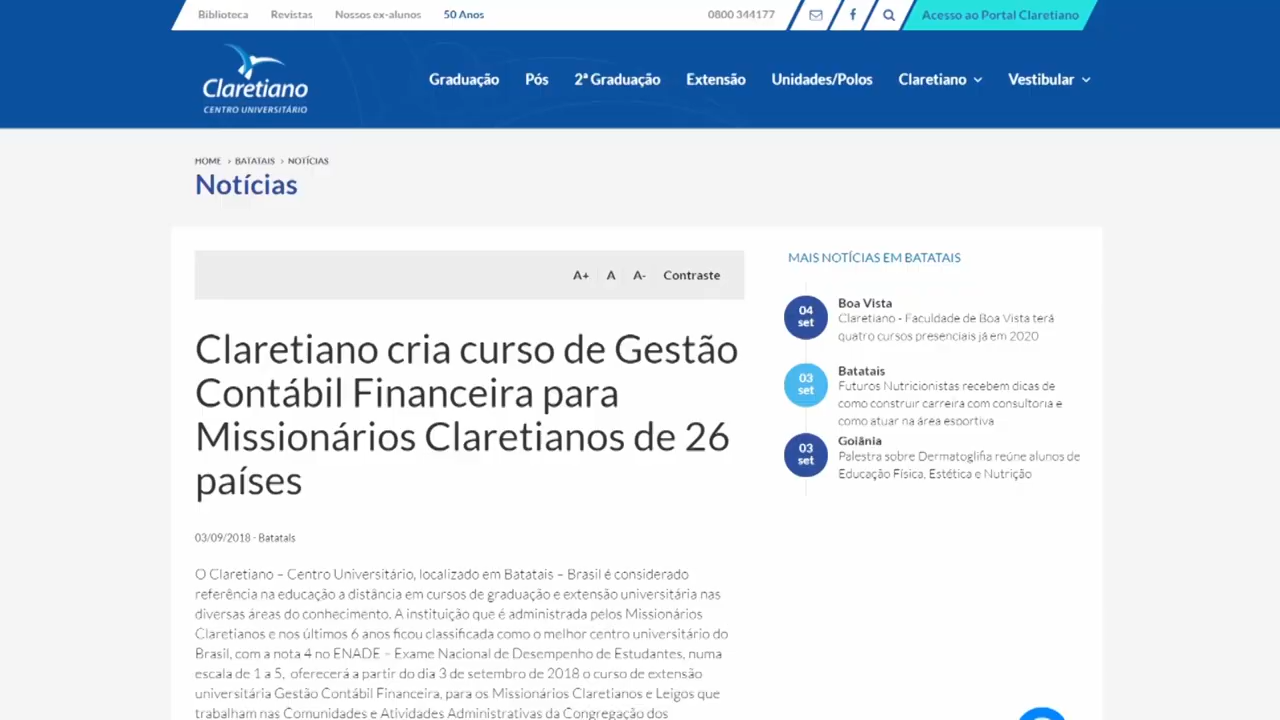 Biblioteca Revistas Nossos ex-alunos 50 Anos 0800 344177 Acesso ao Portal Claretiano
Claretiano
CENTRO UNIVERSITÁRIO
Graduação Pós 2ª Graduação Extensão Unidades/Polos Claretiano Vestibular
HOME > BATATAIS > NOTÍCIAS
Notícias
A+ A A- Contraste
Claretiano cria curso de Gestão
Contábil Financeira para
Missionários Claretianos de 26
países
03/09/2018 - Batatais
O Claretiano – Centro Universitário, localizado em Batatais – Brasil é considerado
referência na educação a distância em cursos de graduação e extensão universitária nas
diversas áreas do conhecimento. A instituição que é administrada pelos Missionários
Claretianos e nos últimos 6 anos ficou classificada como o melhor centro universitário do
Brasil, com a nota 4 no ENADE – Exame Nacional de Desempenho de Estudantes, numa
escala de 1 a 5, oferecerá a partir do dia 3 de setembro de 2018 o curso de extensão
universitária Gestão Contábil Financeira, para os Missionários Claretianos e Leigos que
trabalham nas Comunidades e Atividades Administrativas da Congregação dos
MAIS NOTÍCIAS EM BATATAIS
04
set
Boa Vista
Claretiano - Faculdade de Boa Vista terá
quatro cursos presenciais já em 2020
03
set
Batatais
Futuros Nutricionistas recebem dicas de
como construir carreira com consultoria e
como atuar na área esportiva
03
set
Goiânia
Palestra sobre Dermatoglifia reúne alunos de
Educação Física, Estética e Nutrição